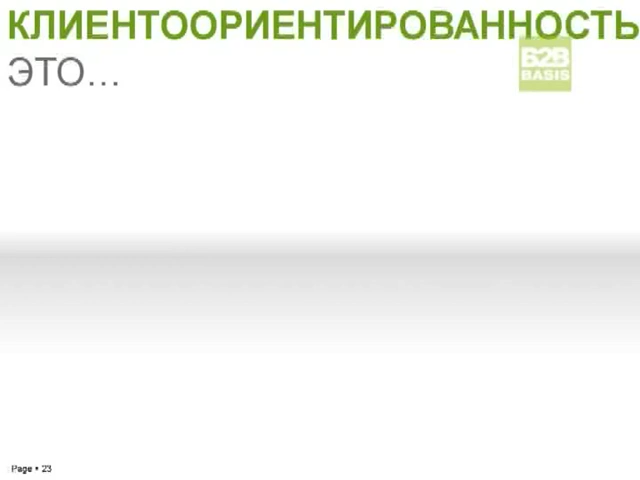 КЛИЕНТООРИЕНТИРОВАННОСТЬ
ЭТО...
B2B
BASIS
Page ▪ 23